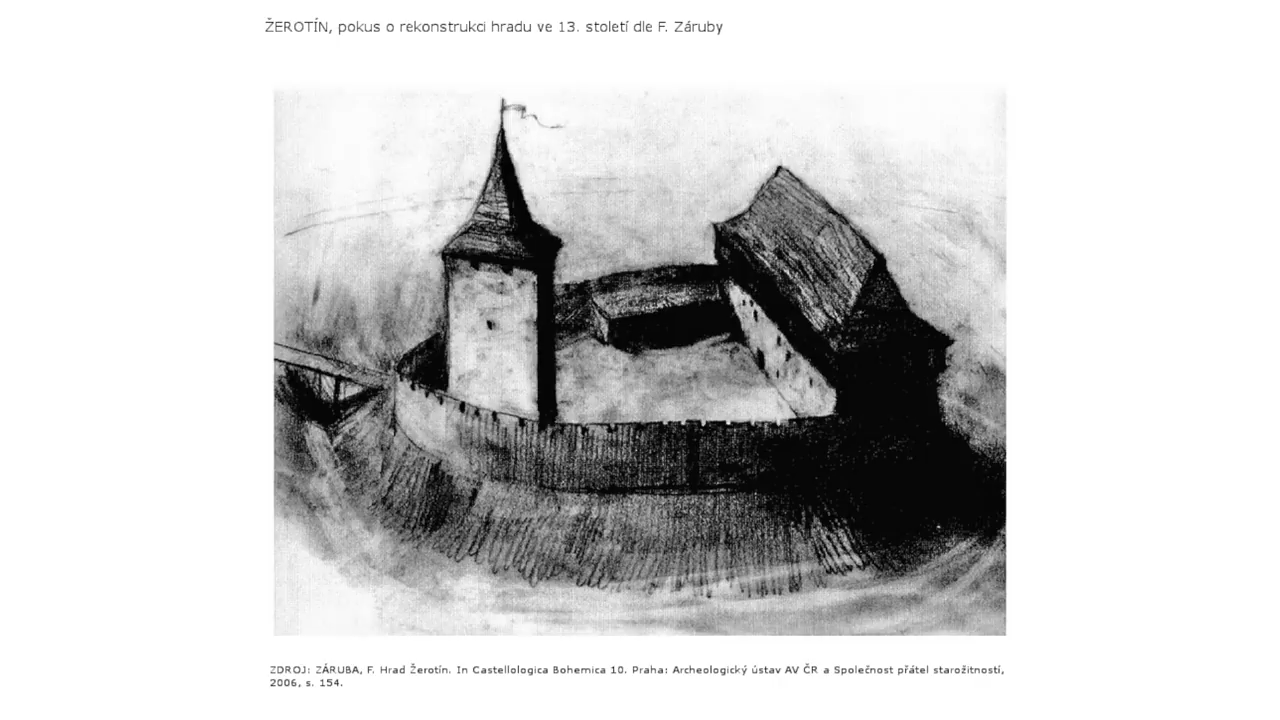 ŽEROTÍN, pokus o rekonstrukci hradu ve 13. století dle F. Záruby
ZDROJ: ZÁRUBA, F. Hrad Žerotín. In Castellologica Bohemica 10. Praha: Archeologický ústav AV ČR a Společnost přátel starožitností,
2006, s. 154.